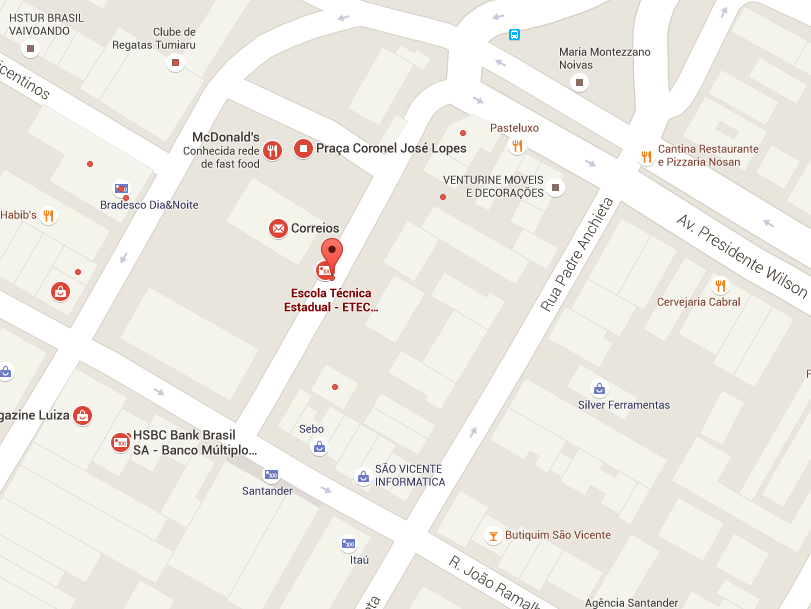 HSTUR BRASIL
VAIVOANDO
Clube de
Regatas Tumiaru
Maria Montezzano
Noivas
icentinos
McDonald's
Conhecida rede
de fast food
Praça Coronel José Lopes
Pasteluxo
Cantina Restaurante
e Pizzaria Nosan
VENTURINE MOVEIS
E DECORAÇÕES
Bradesco Dia&Noite
Habib's
Correios
Rua Padre Anchieta
Av. Presidente Wilson
Escola Técnica
Estadual - ETEC...
Cervejaria Cabral
Silver Ferramentas
gazine Luiza
HSBC Bank Brasil
SA - Banco Múltiplo...
Sebo
SÃO VICENTE
INFORMATICA
Santander
Itaú
Butiquim São Vicente
R. João Ramalh
Agência Santander
eta